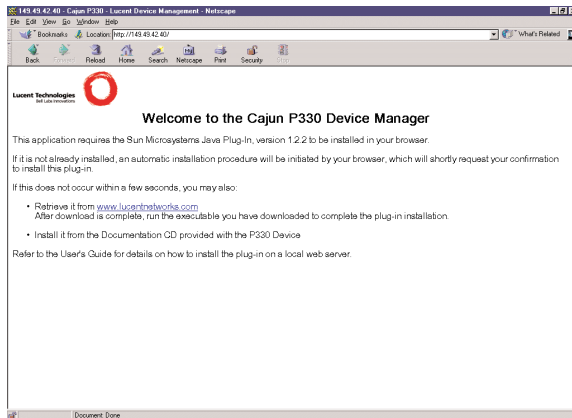 149.49.42.40 - Cajun P330 - Lucent Device Management - Netscape
File Edit View Go Window Help
Bookmarks Location: http://149.49.42.40/ What's Related
Back Forward Reload Home Search Netscape Print Security Stop
Lucent Technologies
Bell Labs Innovations
Welcome to the Cajun P330 Device Manager
This application requires the Sun Microsystems Java Plug-In, version 1.2.2 to be installed in your browser.
If it is not already installed, an automatic installation procedure will be initiated by your browser, which will shortly request your confirmation
to install this plug-in.
If this does not occur within a few seconds, you may also:
• Retrieve it from www.lucentnetworks.com
After download is complete, run the executable you have downloaded to complete the plug-in installation.
• Install it from the Documentation CD provided with the P330 Device
Refer to the User's Guide for details on how to install the plug-in on a local web server.
Document: Done